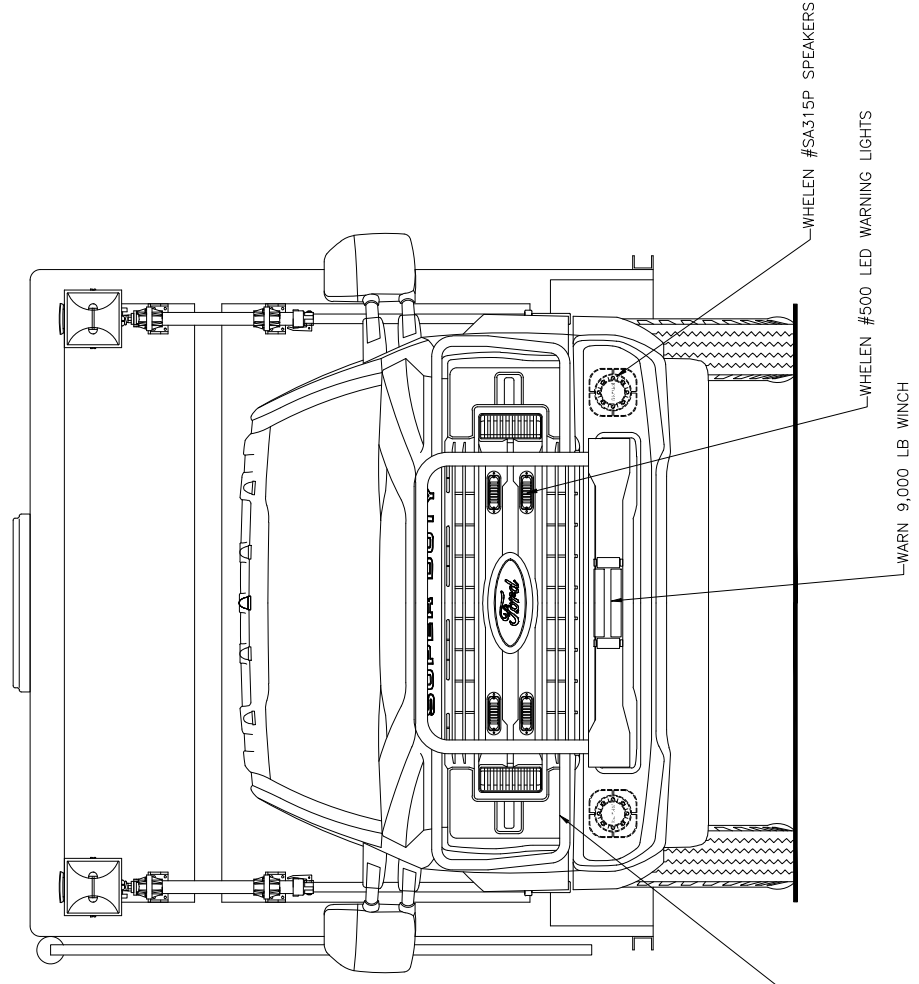 WHELEN #SA315P SPEAKERS
WHELEN #500 LED WARNING LIGHTS
WARN 9,000 LB WINCH
SUPER DUTY
Ford